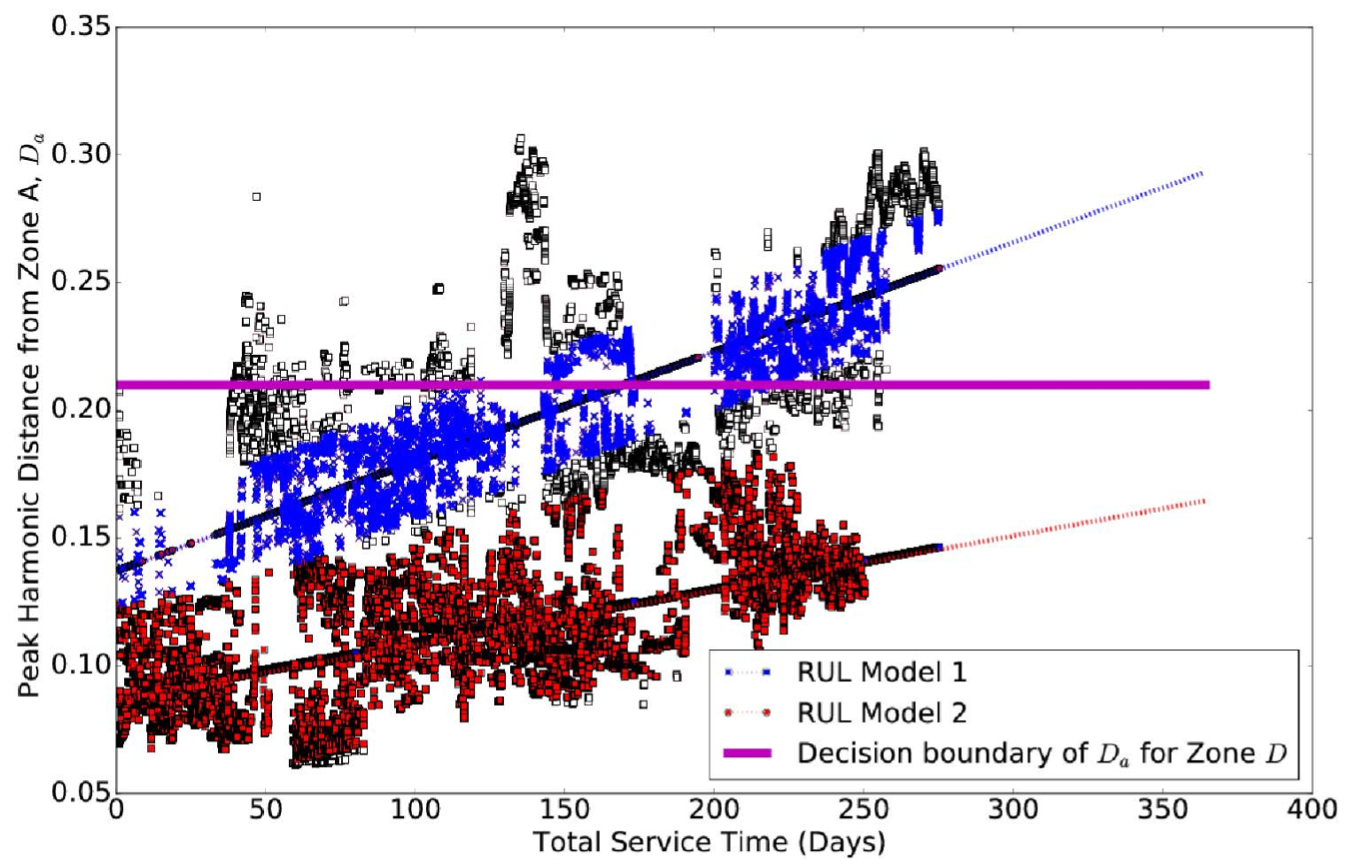 Peak Harmonic Distance from Zone A, Dₐ
0.35
0.30
0.25
0.20
0.15
0.10
0.05
0 50 100 150 200 250 300 350 400
Total Service Time (Days)
RUL Model 1
RUL Model 2
Decision boundary of Dₐ for Zone D